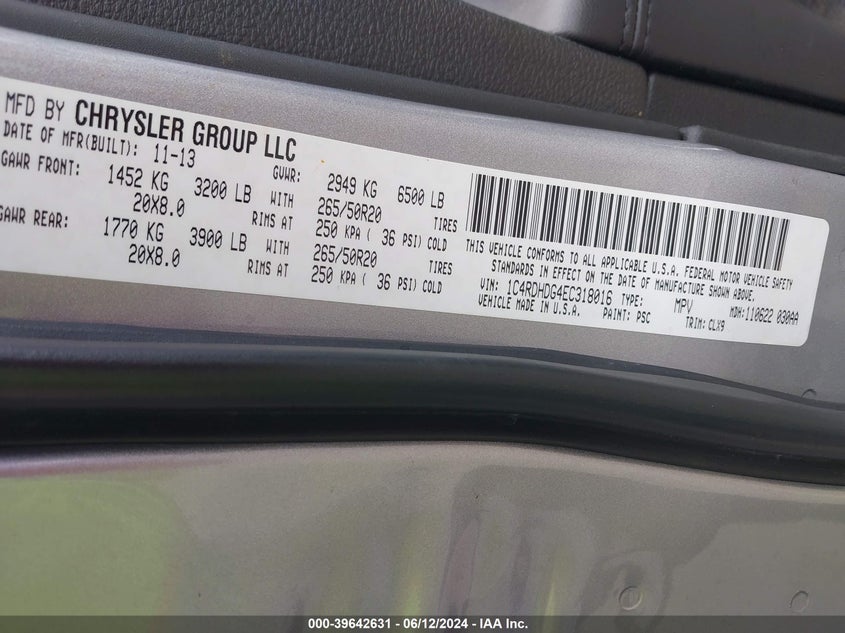 MFD BY CHRYSLER GROUP LLC
DATE OF MFR(BUILT): 11-13 GVWR: 2949 KG 6500 LB
GAWR FRONT: 1452 KG 3200 LB WITH 265/50R20 TIRES
20X8.0 RIMS AT 250 KPA ( 36 PSI) COLD
GAWR REAR: 1770 KG 3900 LB WITH 265/50R20 TIRES
20X8.0 RIMS AT 250 KPA ( 36 PSI) COLD
THIS VEHICLE CONFORMS TO ALL APPLICABLE U.S.A. FEDERAL MOTOR VEHICLE SAFETY
STANDARDS IN EFFECT ON THE DATE OF MANUFACTURE SHOWN ABOVE.
VIN: 1C4RDHDG4EC318016 TYPE: MPV MDH:110622 030AA
VEHICLE MADE IN U.S.A. PAINT: PSC TRIM: CLX9
000-39642631 - 06/12/2024 - IAA Inc.